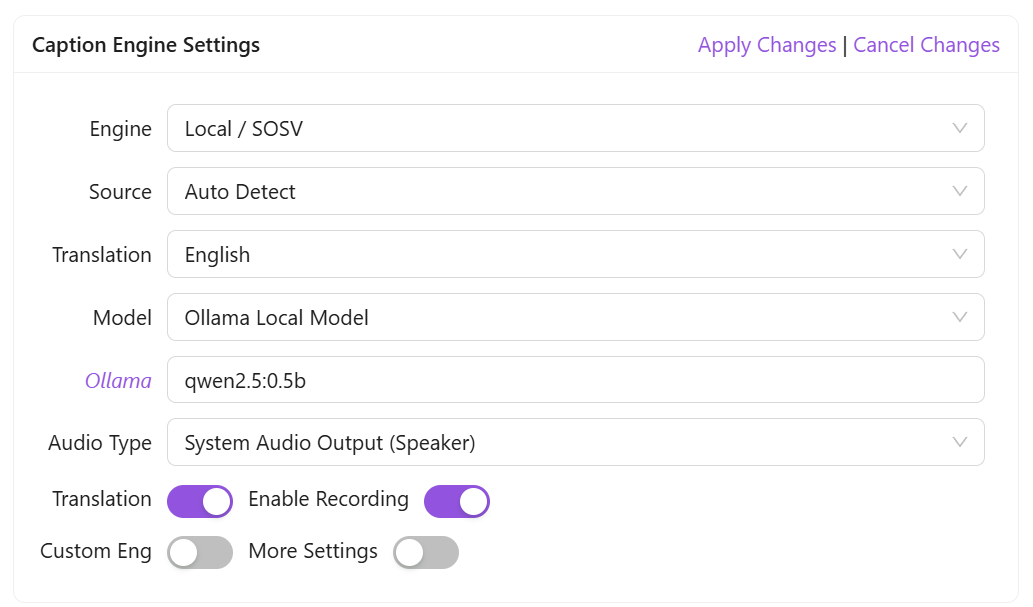 Caption Engine Settings Apply Changes | Cancel Changes
Engine Local / SOSV
Source Auto Detect
Translation English
Model Ollama Local Model
Ollama qwen2.5:0.5b
Audio Type System Audio Output (Speaker)
Translation Enable Recording
Custom Eng More Settings